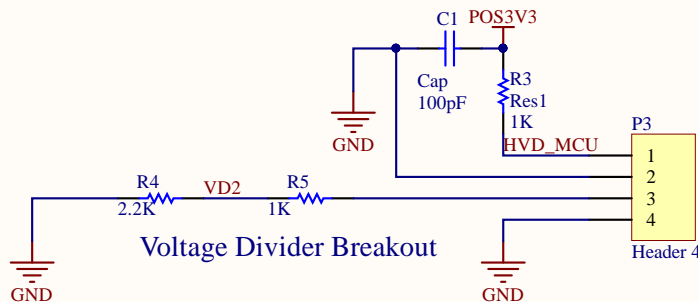 C1
POS3V3
Cap
100pF
R3
Res1
1K
GND
P3
HVD_MCU
1
2
3
4
R4
VD2
R5
2.2K
1K
Voltage Divider Breakout
Header 4
GND
GND